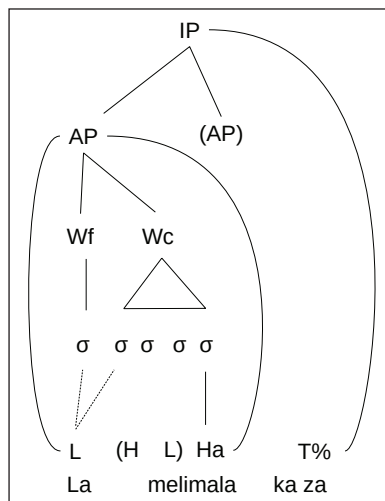 IP
AP (AP)
Wf Wc
σ σ σ σ σ
L (H L) Ha T%
La melimala ka za